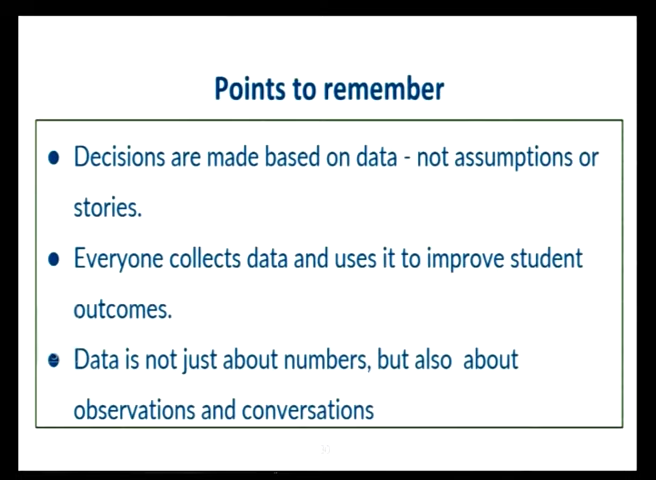 Points to remember
● Decisions are made based on data - not assumptions or
stories.
● Everyone collects data and uses it to improve student
outcomes.
● Data is not just about numbers, but also  about
observations and conversations